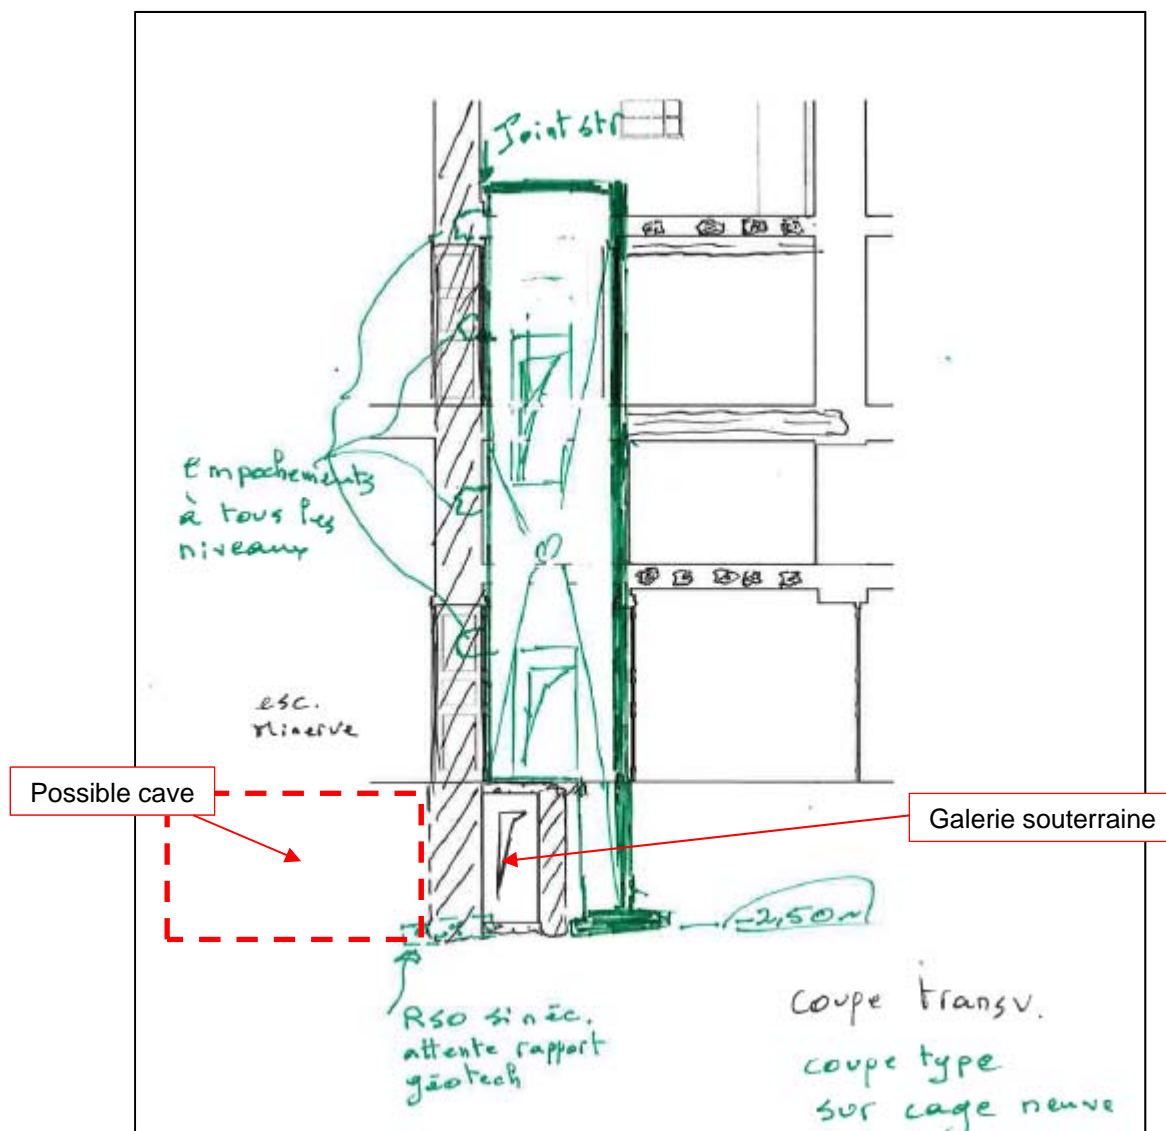 Joint str
empochements
à tous les
niveaux
esc.
Minerve
Possible cave
Galerie souterraine
-2,50
RSO si néc.
attente rapport
géotech
coupe transv.
coupe type
sur cage neuve